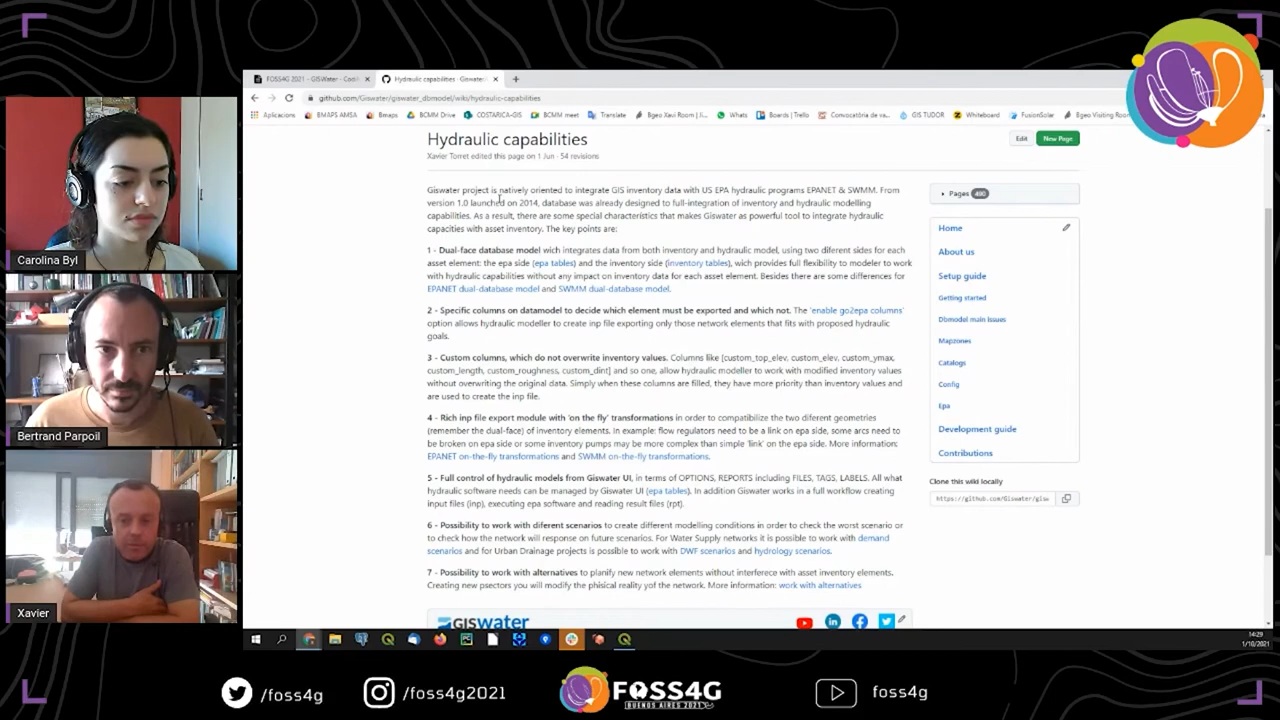 FOSS4G 2021 - GISWater - Codi
Hydraulic capabilities · Giswater/
github.com/Giswater/giswater_dbmodel/wiki/hydraulic-capabilities
Aplicacions
BMAPS AMSA
Bmaps
BCMM Drive
COSTARICA-GIS
BCMM meet
Translate
Bgeo Xavi Room | Ji...
Whats
Boards | Trello
Convocatòria de va...
GIS TUDOR
Whiteboard
FusionSolar
Bgeo Visiting Roo
Hydraulic capabilities
Edit
New Page
Xavier Torret edited this page on 1 Jun · 54 revisions
Giswater project is natively oriented to integrate GIS inventory data with US EPA hydraulic programs EPANET & SWMM. From
version 1.0 launched on 2014, database was already designed to full-integration of inventory and hydraulic modelling
capabilities. As a result, there are some special characteristics that makes Giswater as powerful tool to integrate hydraulic
capacities with asset inventory. The key points are:
1 - Dual-face database model wich integrates data from both inventory and hydraulic model, using two diferent sides for each
asset element: the epa side (epa tables) and the inventory side (inventory tables), wich provides full flexibility to modeler to work
with hydraulic capabilities without any impact on inventory data for each asset element. Besides there are some differences for
EPANET dual-database model and SWMM dual-database model.
2 - Specific columns on datamodel to decide which element must be exported and which not. The 'enable go2epa columns'
option allows hydraulic modeller to create inp file exporting only those network elements that fits with proposed hydraulic
goals.
3 - Custom columns, which do not overwrite inventory values. Columns like [custom_top_elev, custom_elev, custom_ymax,
custom_length, custom_roughness, custom_dint] and so one, allow hydraulic modeller to work with modified inventory values
without overwriting the original data. Simply when these columns are filled, they have more priority than inventory values and
are used to create the inp file.
4 - Rich inp file export module with 'on the fly' transformations in order to compatibilize the two diferent geometries
(remember the dual-face) of inventory elements. In example: flow regulators need to be a link on epa side, some arcs need to
be broken on epa side or some inventory pumps may be more complex than simple 'link' on the epa side. More information:
EPANET on-the-fly transformations and SWMM on-the-fly transformations.
5 - Full control of hydraulic models from Giswater UI, in terms of OPTIONS, REPORTS including FILES, TAGS, LABELS. All what
hydraulic software needs can be managed by Giswater UI (epa tables). In addition Giswater works in a full workflow creating
input files (inp), executing epa software and reading result files (rpt).
6 - Possibility to work with diferent scenarios to create different modelling conditions in order to check the worst scenario or
to check how the network will response on future scenarios. For Water Supply networks it is possible to work with demand
scenarios and for Urban Drainage projects is possible to work with DWF scenarios and hydrology scenarios.
7 - Possibility to work with alternatives to planify new network elements without interference with asset inventory elements.
Creating new psectors you will modify the phisical reality yof the network. More information: work with alternatives
GISwater
Pages 400
Home
About us
Setup guide
Getting started
Dbmodel main issues
Mapzones
Catalogs
Config
Epa
Development guide
Contributions
Clone this wiki locally
https://github.com/Giswater/gisw
Carolina Byl
Bertrand Parpoil
Xavier
14:29
1/10/2021
/foss4g
/foss4g2021
FOSS4G
BUENOS AIRES 2021
foss4g